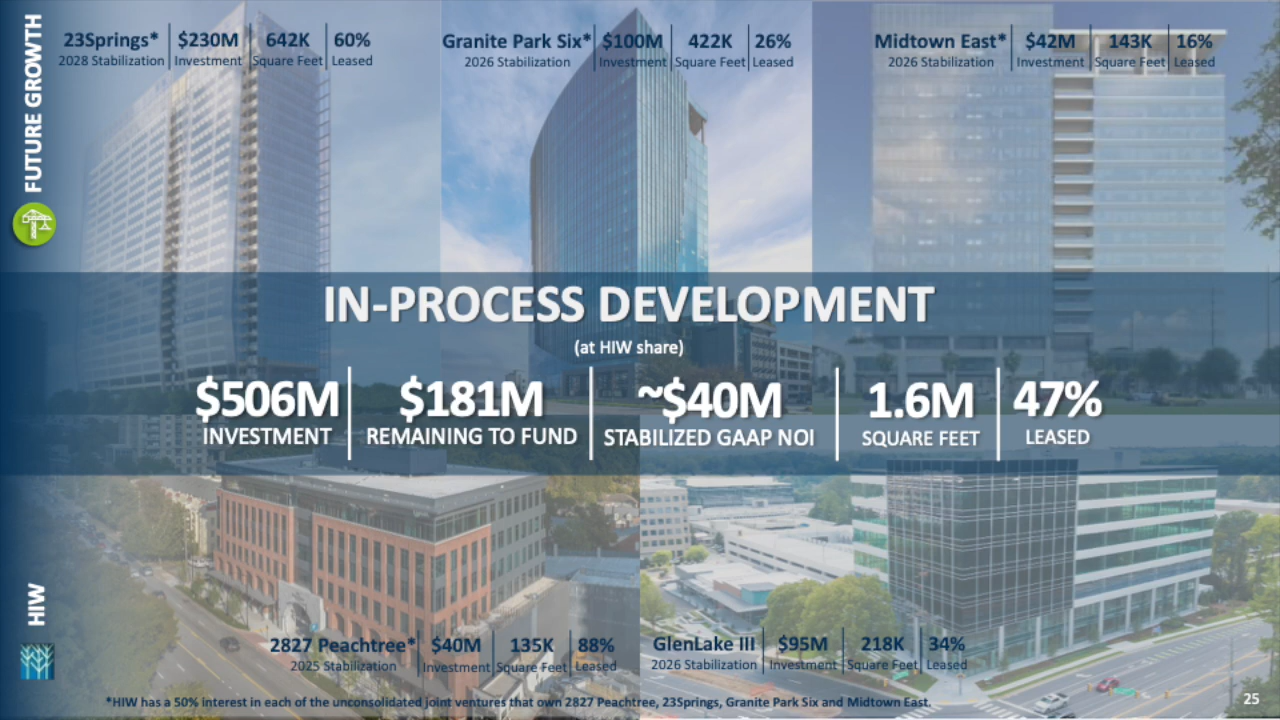 FUTURE GROWTH
23Springs* $230M 642K 60%
2028 Stabilization Investment Square Feet Leased
Granite Park Six* $100M 422K 26%
2026 Stabilization Investment Square Feet Leased
Midtown East* $42M 143K 16%
2026 Stabilization Investment Square Feet Leased
IN-PROCESS DEVELOPMENT
(at HIW share)
$506M $181M ~$40M 1.6M 47%
INVESTMENT REMAINING TO FUND STABILIZED GAAP NOI SQUARE FEET LEASED
HIW
2827 Peachtree* $40M 135K 88%
2025 Stabilization Investment Square Feet Leased
GlenLake III $95M 218K 34%
2026 Stabilization Investment Square Feet Leased
*HIW has a 50% interest in each of the unconsolidated joint ventures that own 2827 Peachtree, 23Springs, Granite Park Six and Midtown East.
25